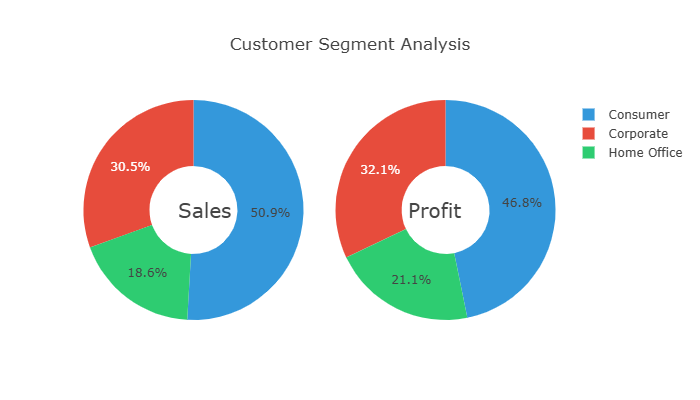 Customer Segment Analysis
Consumer
Corporate
Home Office
30.5%
Sales
50.9%
18.6%
32.1%
Profit
46.8%
21.1%